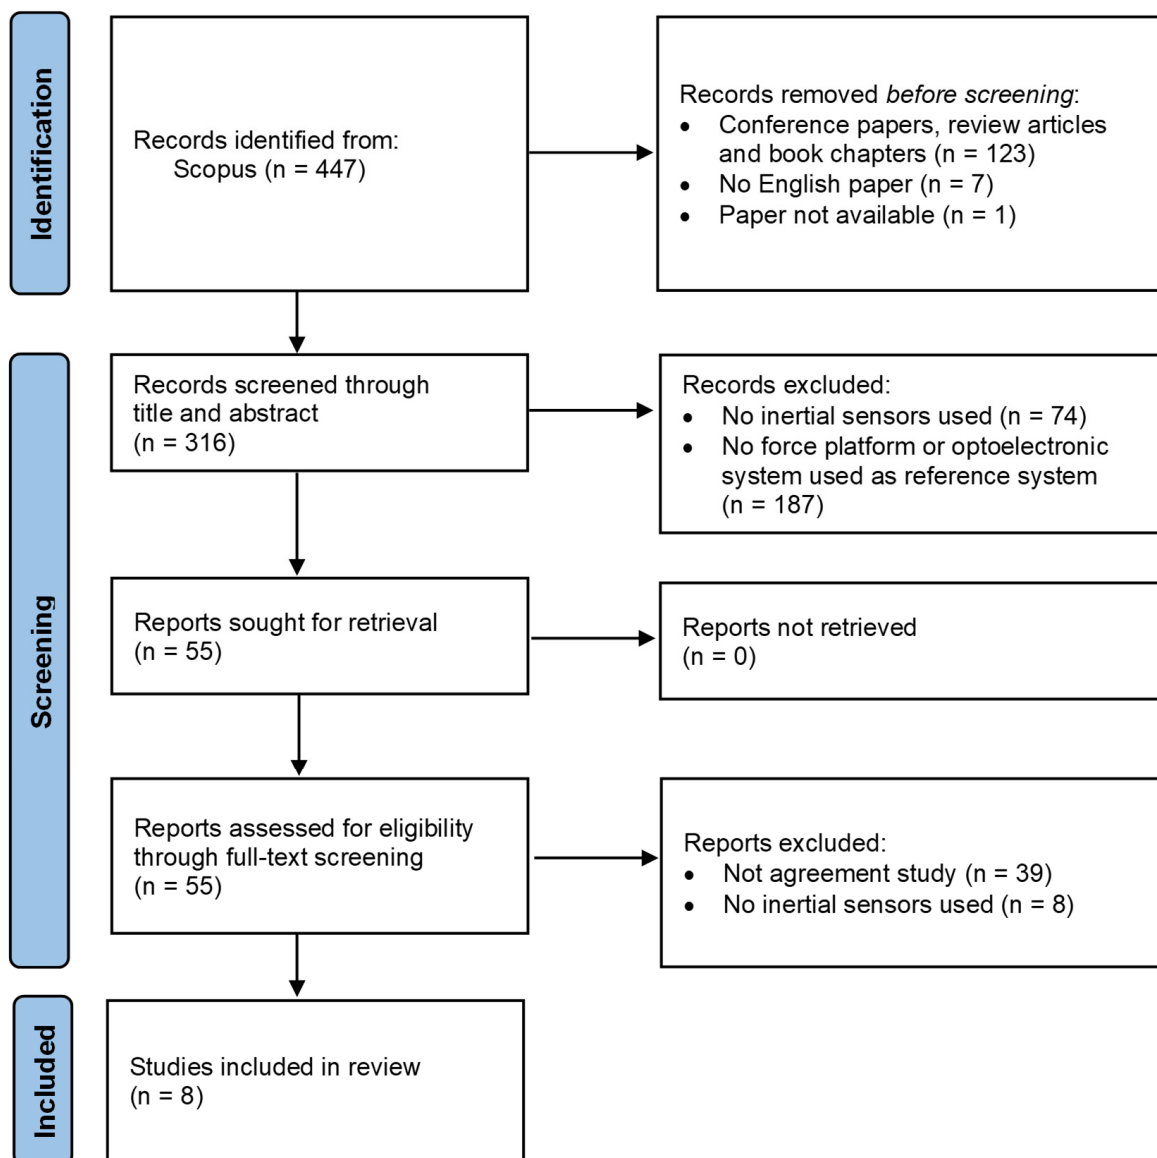 Identification
Records identified from:
Scopus (n = 447)
Records removed before screening:
• Conference papers, review articles
and book chapters (n = 123)
• No English paper (n = 7)
• Paper not available (n = 1)
Screening
Records screened through
title and abstract
(n = 316)
Records excluded:
• No inertial sensors used (n = 74)
• No force platform or optoelectronic
system used as reference system
(n = 187)
Reports sought for retrieval
(n = 55)
Reports not retrieved
(n = 0)
Reports assessed for eligibility
through full-text screening
(n = 55)
Reports excluded:
• Not agreement study (n = 39)
• No inertial sensors used (n = 8)
Included
Studies included in review
(n = 8)